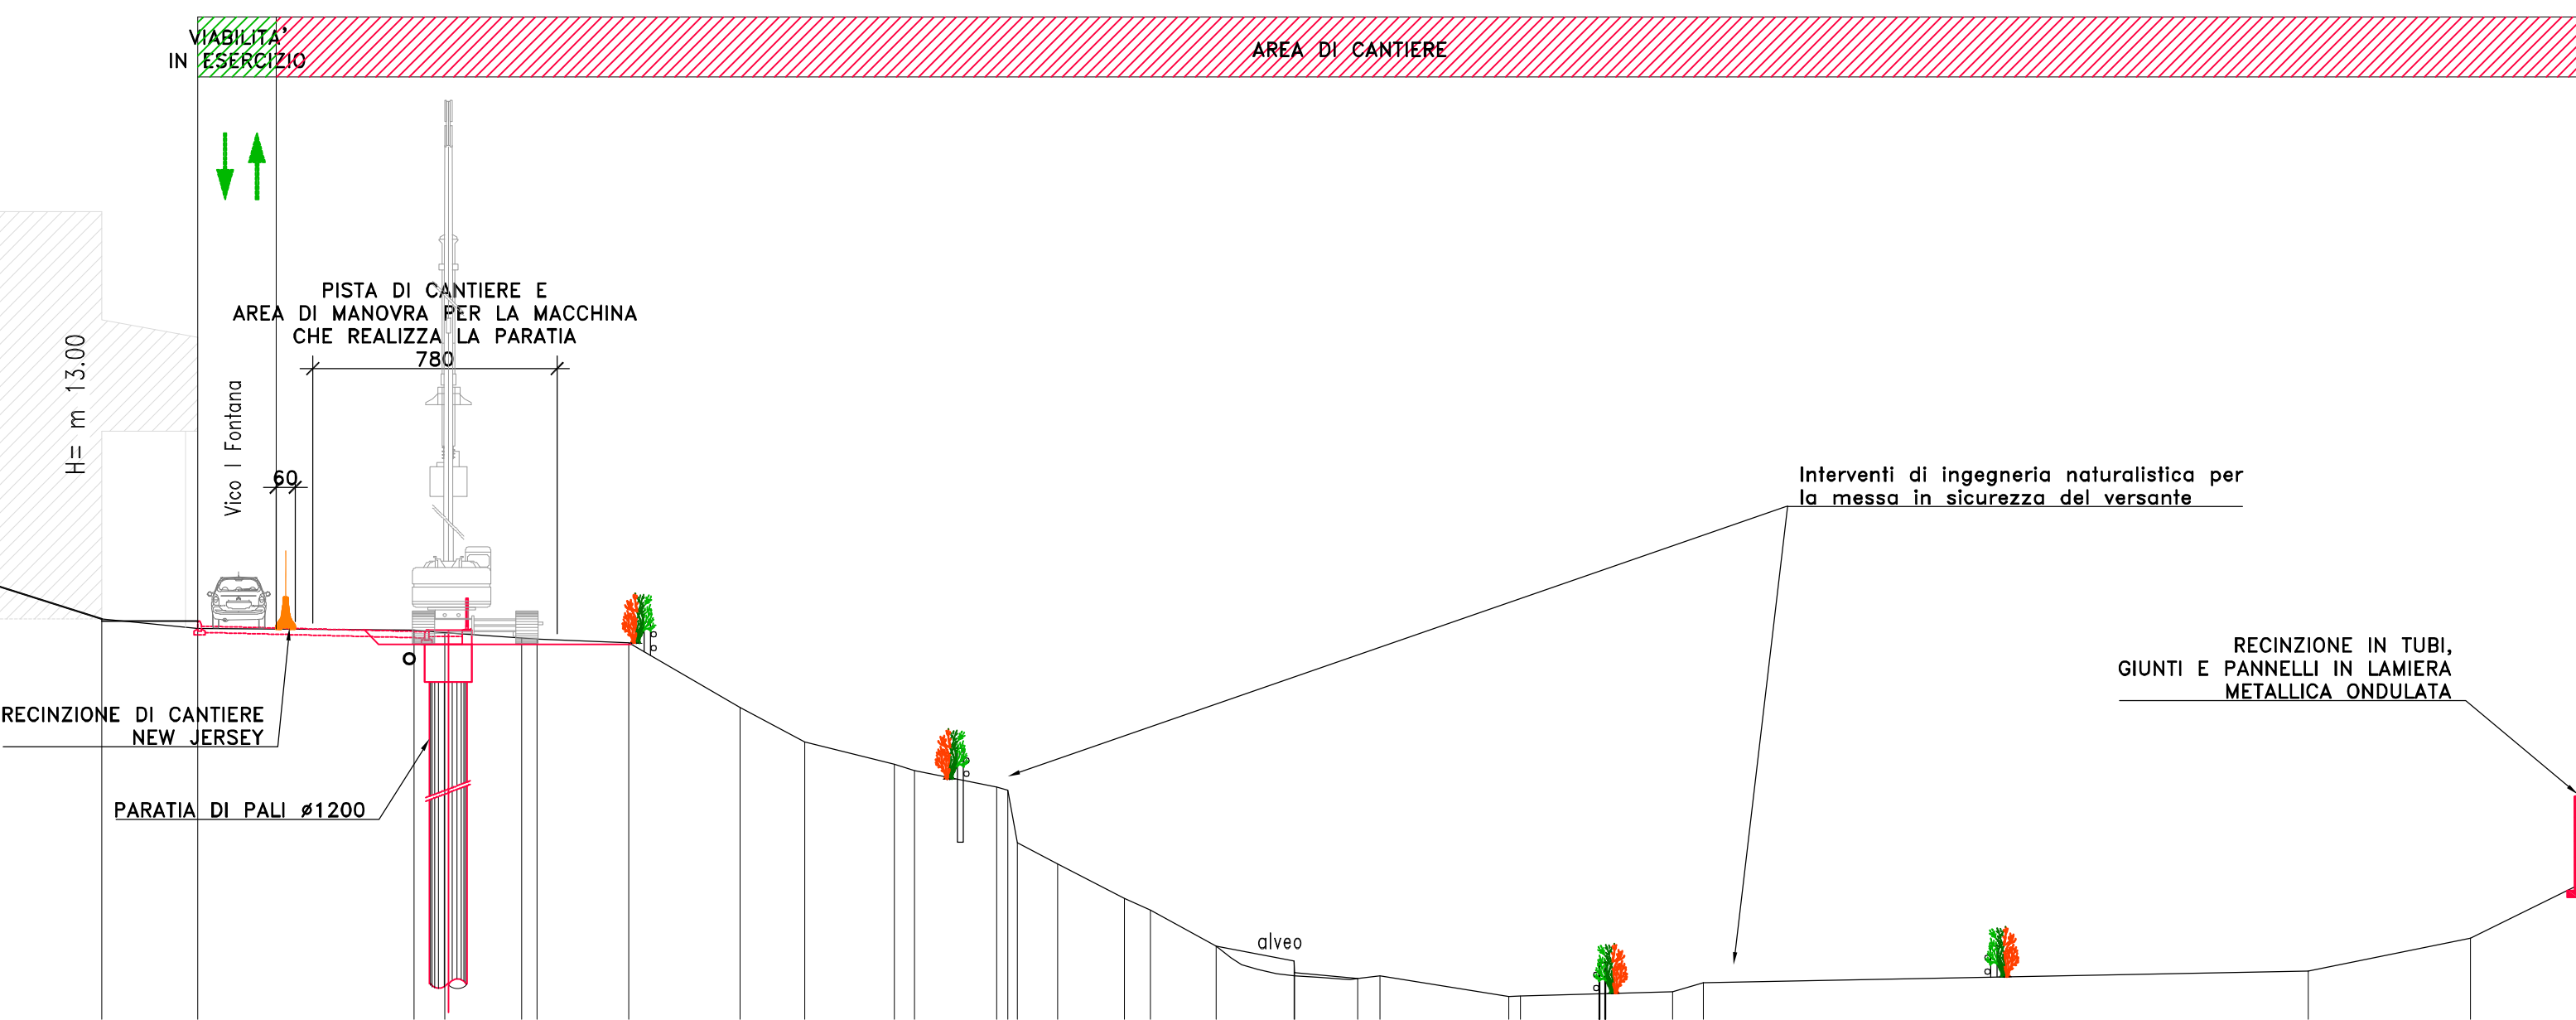 VIABILITA'
IN ESERCIZIO
AREA DI CANTIERE
PISTA DI CANTIERE E
AREA DI MANOVRA PER LA MACCHINA
CHE REALIZZA LA PARATIA
780
H= m 13.00
Vico I Fontana
60
Interventi di ingegneria naturalistica per
la messa in sicurezza del versante
RECINZIONE IN TUBI,
GIUNTI E PANNELLI IN LAMIERA
METALLICA ONDULATA
RECINZIONE DI CANTIERE
NEW JERSEY
PARATIA DI PALI ø1200
alveo